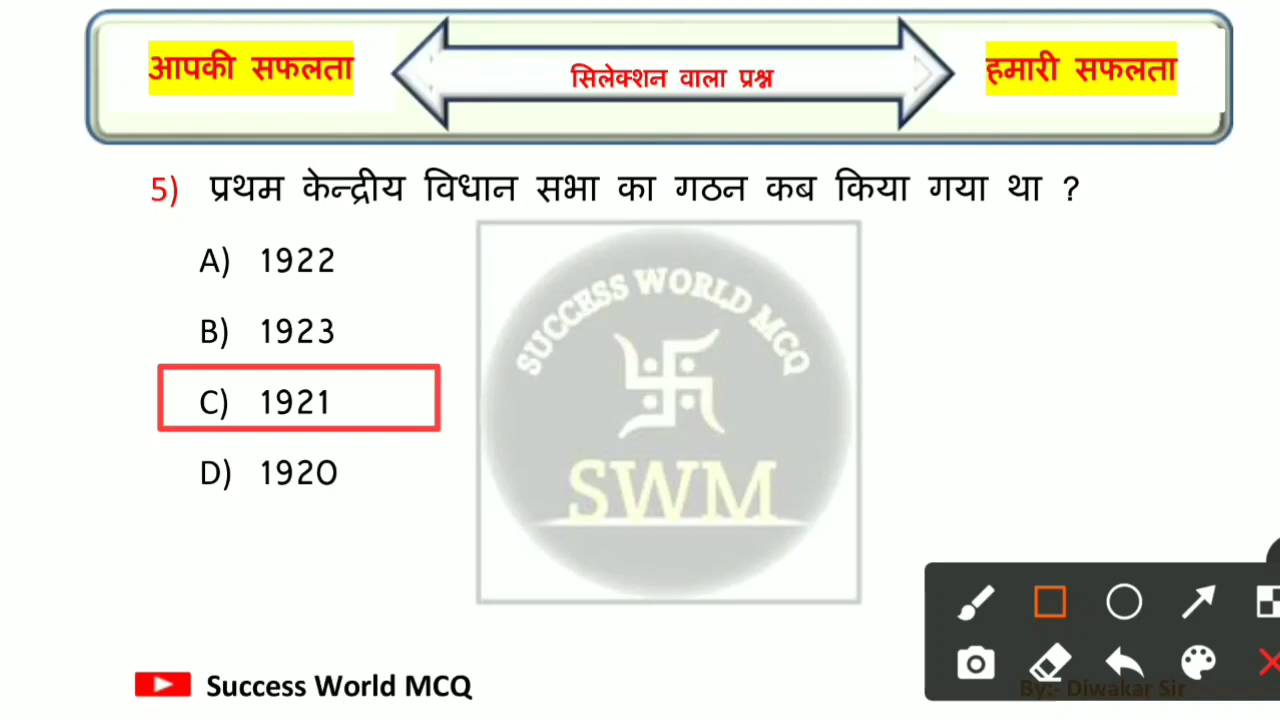 आपकी सफलता
सिलेक्शन वाला प्रश्न
हमारी सफलता
5) प्रथम केन्द्रीय विधान सभा का गठन कब किया गया था ?
A) 1922
B) 1923
C) 1921
D) 1920
SUCCESS WORLD MCQ
SWM
Success World MCQ
By:- Diwakar Sir